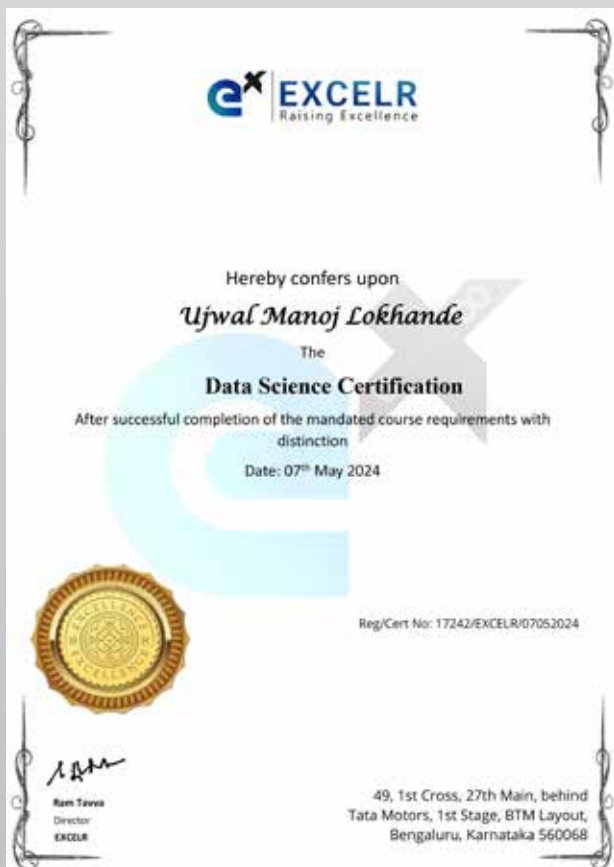 EXCELR
Raising Excellence
Hereby confers upon
Ujwal Manoj Lokhande
The
Data Science Certification
After successful completion of the mandated course requirements with
distinction
Date: 07th May 2024
EXCELLENCE
EXCELLENCE
Reg/Cert No: 17242/EXCELR/07052024
Ram Tavva
Director
EXCELR
49, 1st Cross, 27th Main, behind
Tata Motors, 1st Stage, BTM Layout,
Bengaluru, Karnataka 560068